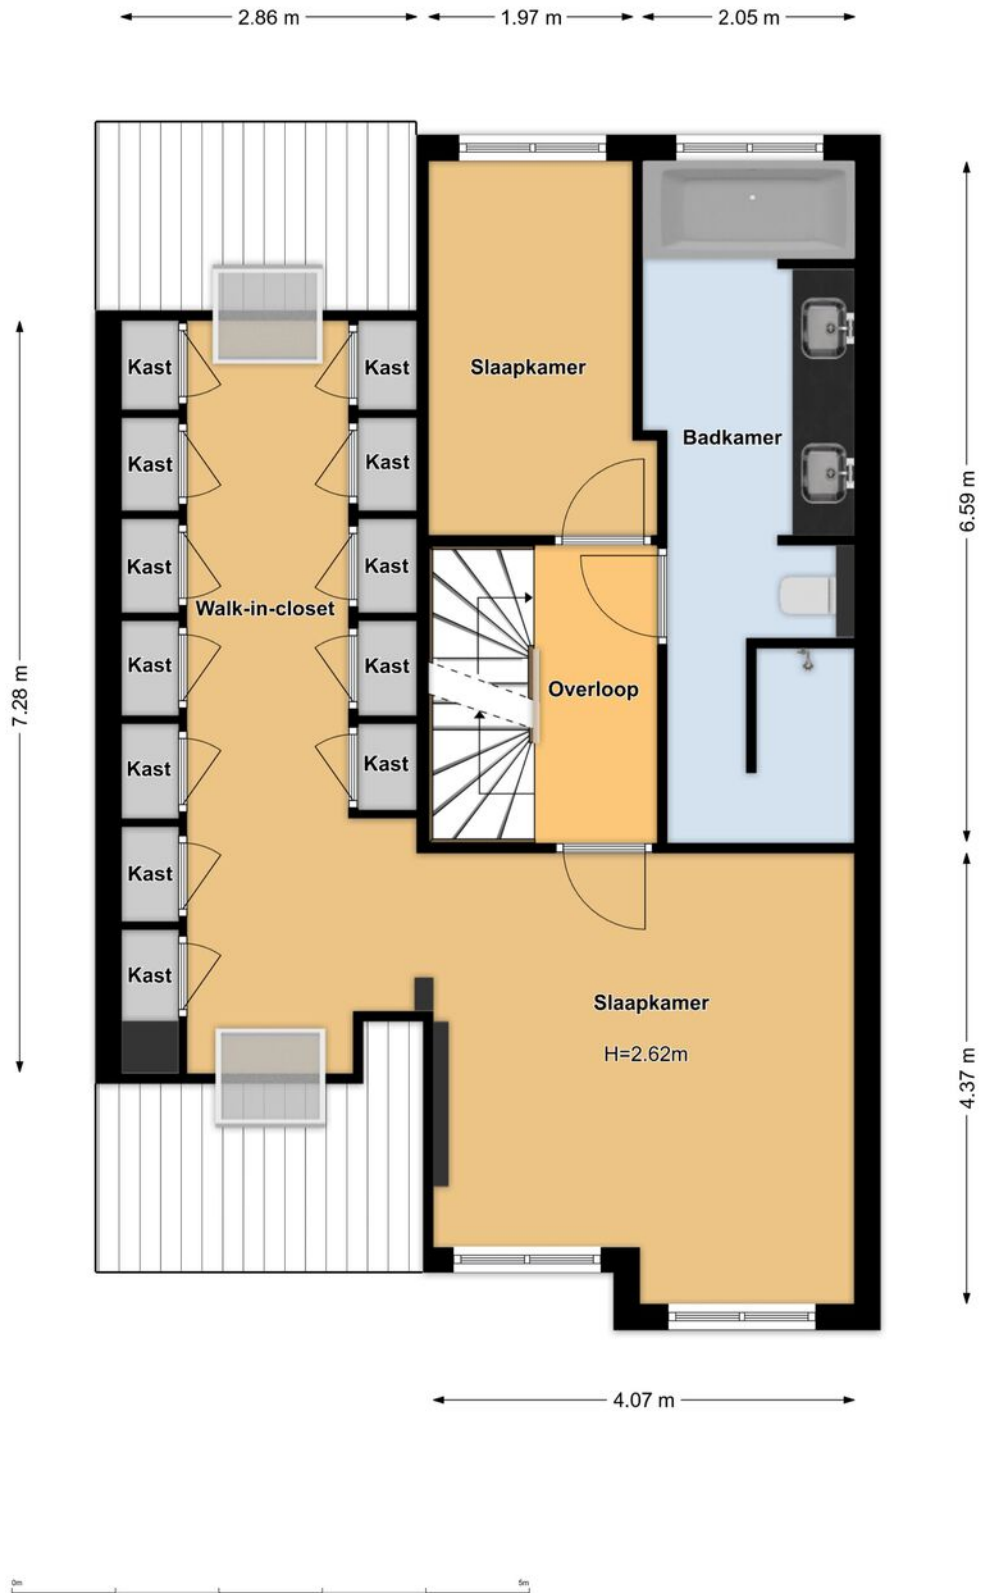 2.86 m
1.97 m
2.05 m
Kast
Kast
Slaapkamer
Badkamer
Kast
Kast
6.59 m
Kast
Kast
Walk-in-closet
Kast
Kast
Overloop
7.28 m
Kast
Kast
Kast
Kast
Slaapkamer
H=2.62m
4.37 m
4.07 m
0m
5m